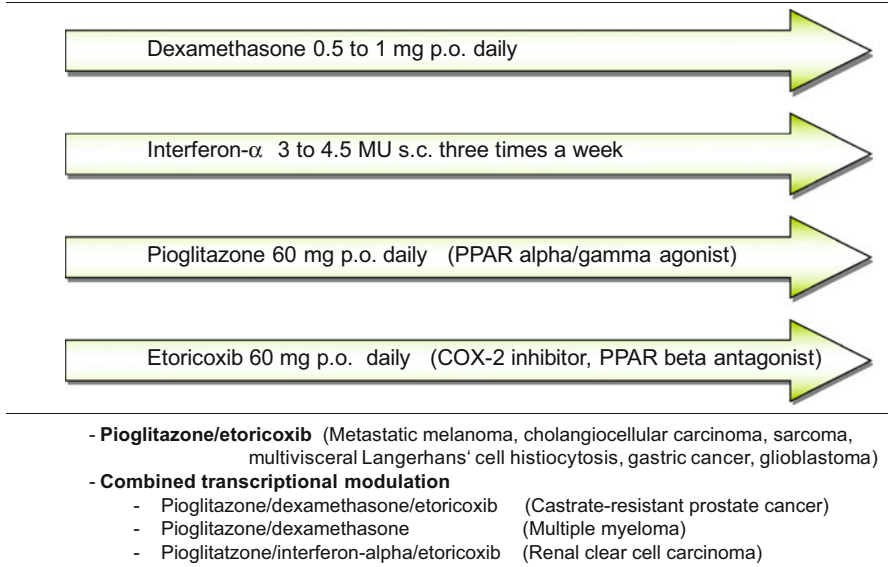 Dexamethasone 0.5 to 1 mg p.o. daily
Interferon-α 3 to 4.5 MU s.c. three times a week
Pioglitazone 60 mg p.o. daily (PPAR alpha/gamma agonist)
Etoricoxib 60 mg p.o. daily (COX-2 inhibitor, PPAR beta antagonist)
- Pioglitazone/etoricoxib (Metastatic melanoma, cholangiocellular carcinoma, sarcoma,
multivisceral Langerhans‘ cell histiocytosis, gastric cancer, glioblastoma)
- Combined transcriptional modulation
- Pioglitazone/dexamethasone/etoricoxib (Castrate-resistant prostate cancer)
- Pioglitazone/dexamethasone (Multiple myeloma)
- Pioglitatzone/interferon-alpha/etoricoxib (Renal clear cell carcinoma)